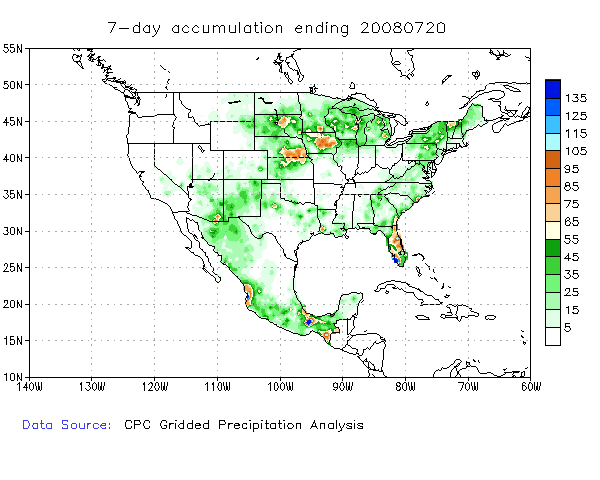 7-day accumulation ending 20080720
55N
50N
45N
40N
35N
30N
25N
20N
15N
10N
140W 130W 120W 110W 100W 90W 80W 70W 60W
135
125
115
105
95
85
75
65
55
45
35
25
15
5
Data Source: CPC Gridded Precipitation Analysis